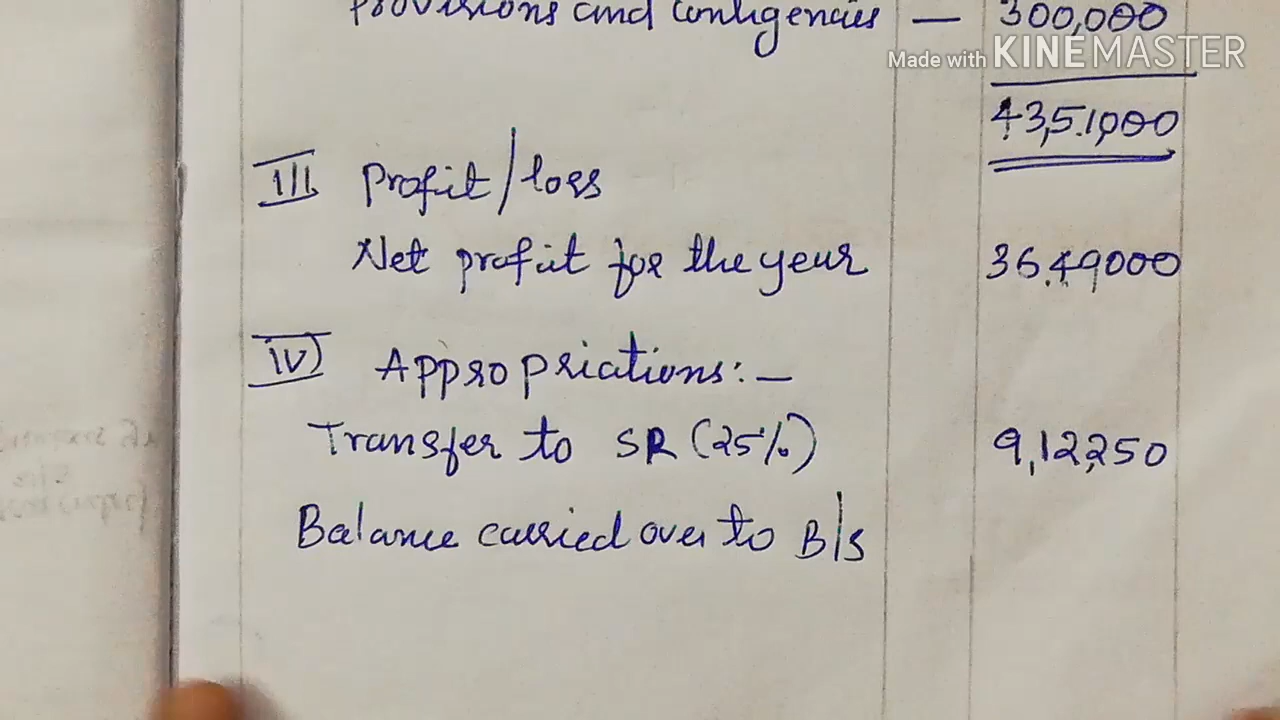 Provisions and contigencies — 300,000
Made with KINEMASTER
43,51,000
III Profit/loss
Net profit for the year 36,49000
IV) Appropriations:-
Transfer to SR (25%) 9,12,250
Balance carried over to B/s